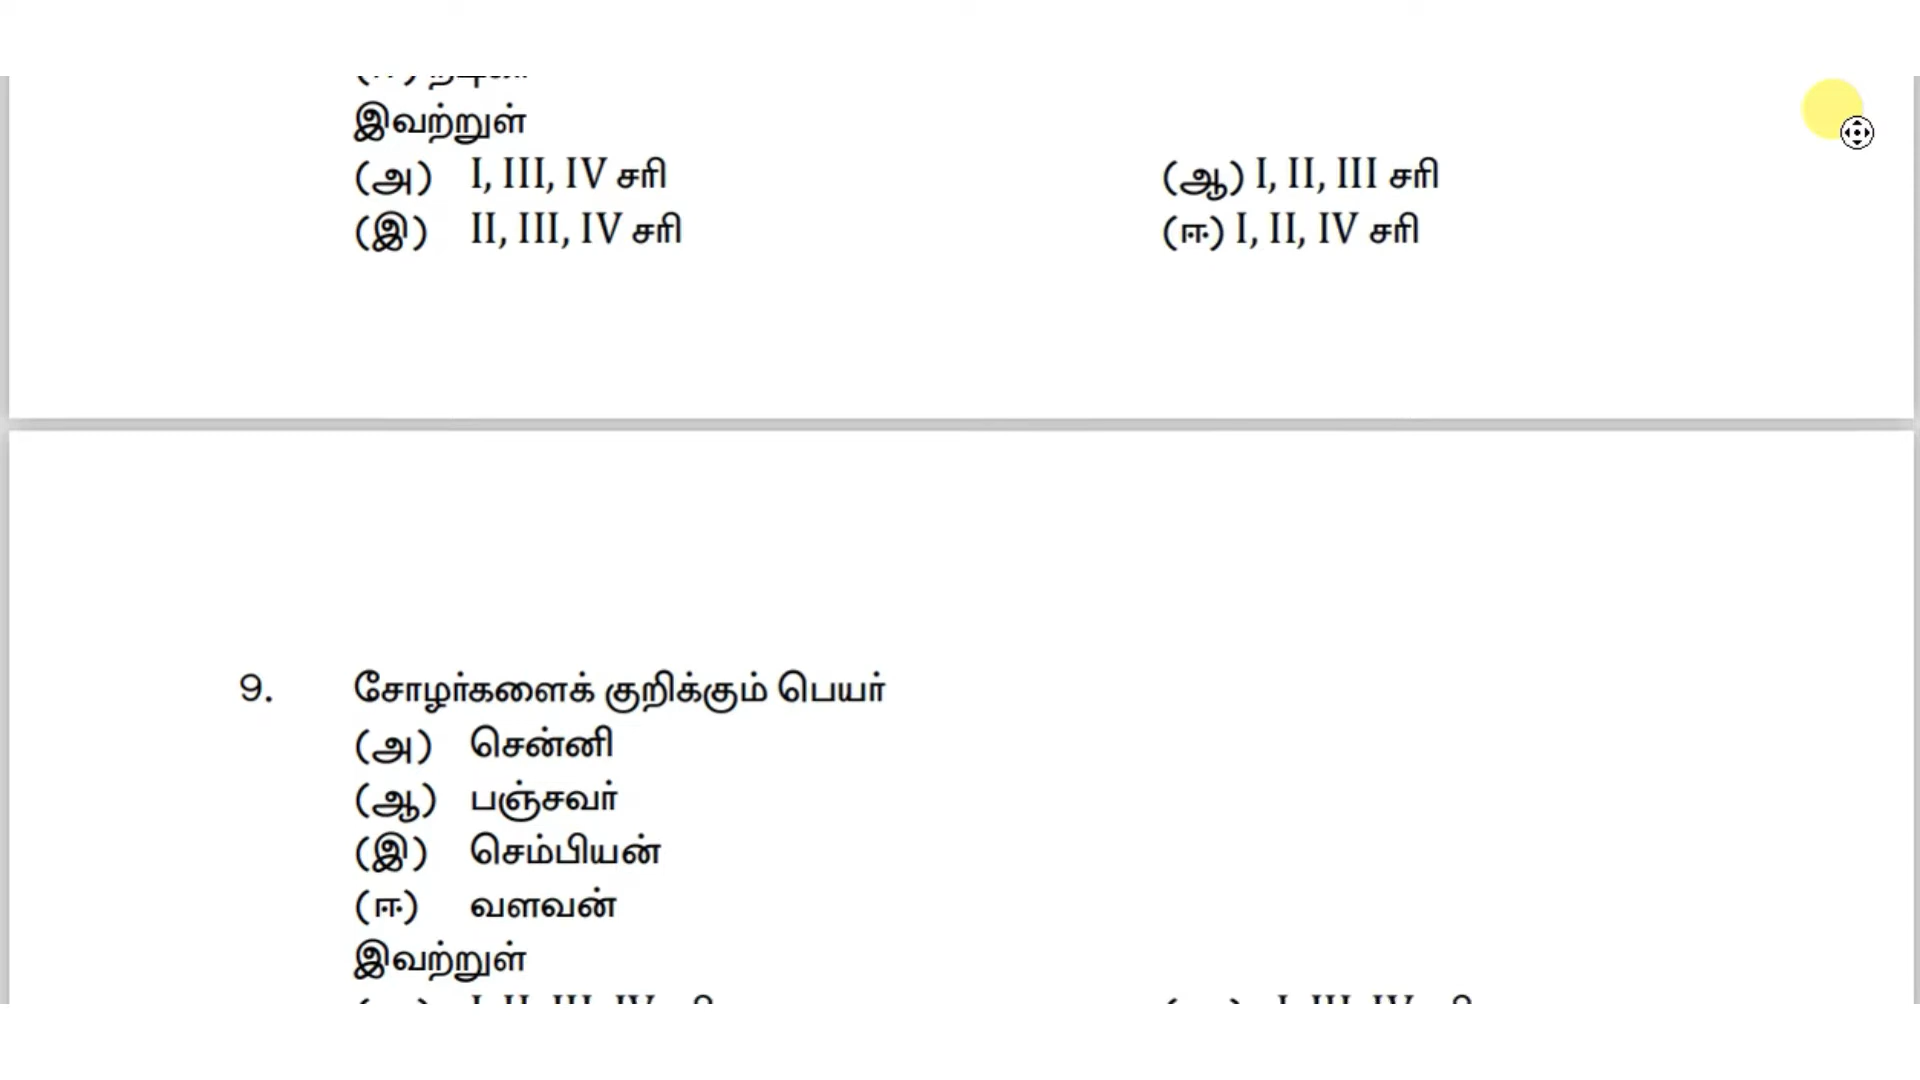 இவற்றுள்
(அ) I, III, IV சரி (ஆ) I, II, III சரி
(இ) II, III, IV சரி (ஈ) I, II, IV சரி
9. சோழர்களைக் குறிக்கும் பெயர்
(அ) சென்னி
(ஆ) பஞ்சவர்
(இ) செம்பியன்
(ஈ) வளவன்
இவற்றுள்